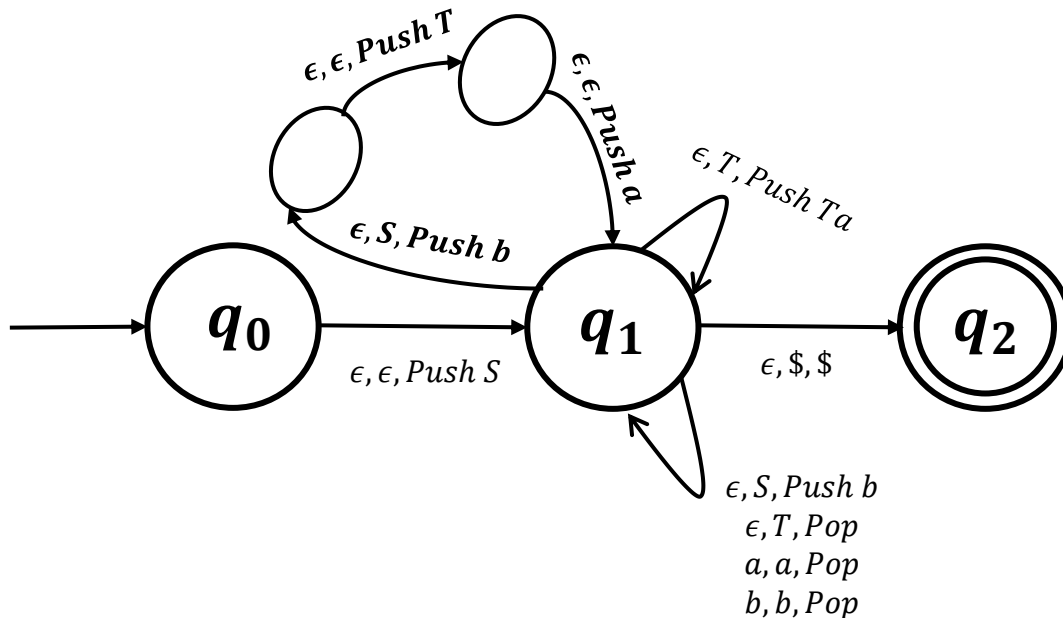 ϵ, ϵ, Push T
ϵ, ϵ, Push a
ϵ, T, Push Ta
ϵ, S, Push b
q₀
q₁
q₂
ϵ, ϵ, Push S
ϵ, $, $
ϵ, S, Push b
ϵ, T, Pop
a, a, Pop
b, b, Pop